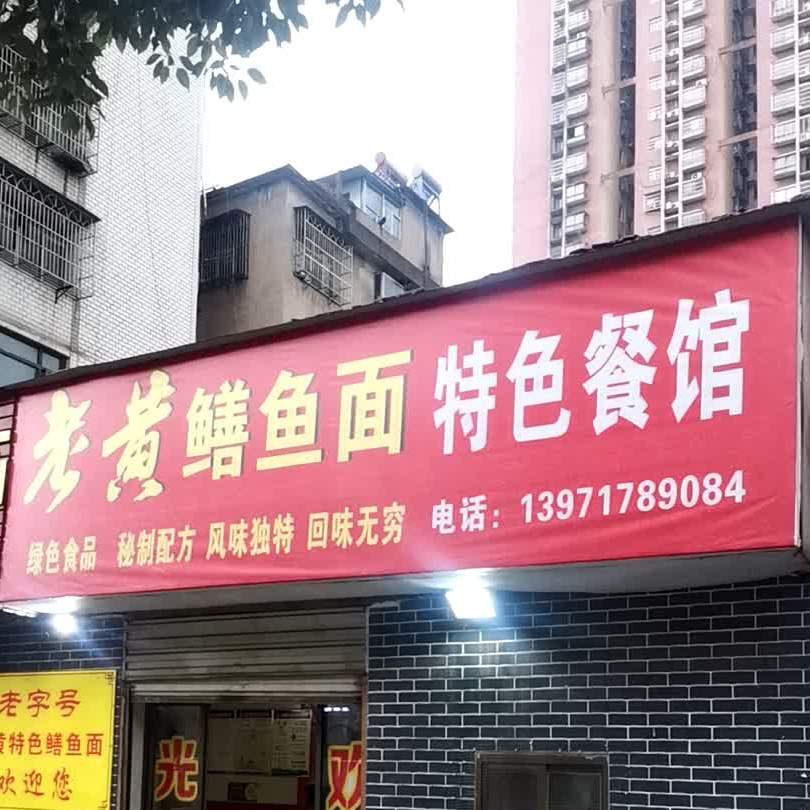 老黄鳝鱼面 特色餐馆
绿色食品 秘制配方 风味独特 回味无穷 电话：13971789084
老字号
黄特色鳝鱼面
欢迎您
光
欢